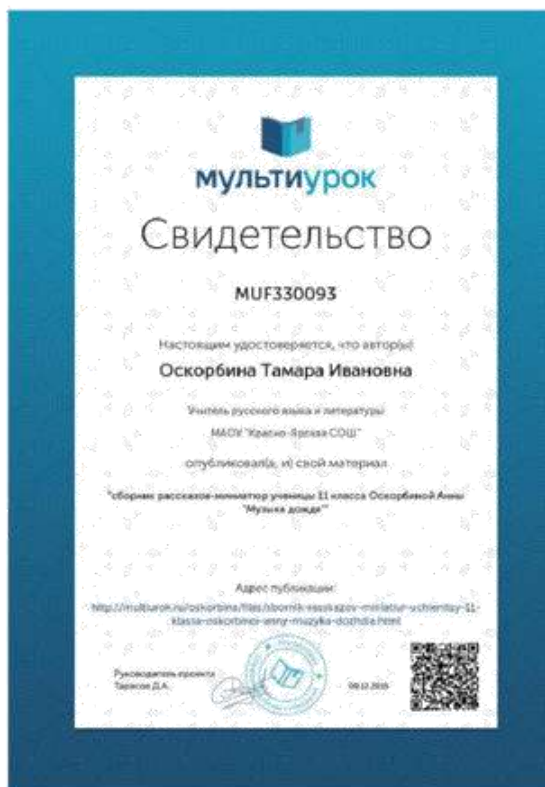 мультиурок
Свидетельство
MUF330093
Настоящим удостоверяется, что автор(ы)
Оскорбина Тамара Ивановна
Учитель русского языка и литературы
МАОУ "Красно-Ярская СОШ"
опубликовал(а, и) свой материал
"сборник рассказов-миниатюр ученицы 11 класса Оскорбиной Анны
"Музыка дождя""
Адрес публикации:
http://multiurok.ru/oskorbina/files/sbornik-rasskazov-miniatiur-uchienitsy-11-
klassa-oskorbinoi-anny-muzyka-dozhdia.html
Руководитель проекта
Тарасов Д.А.